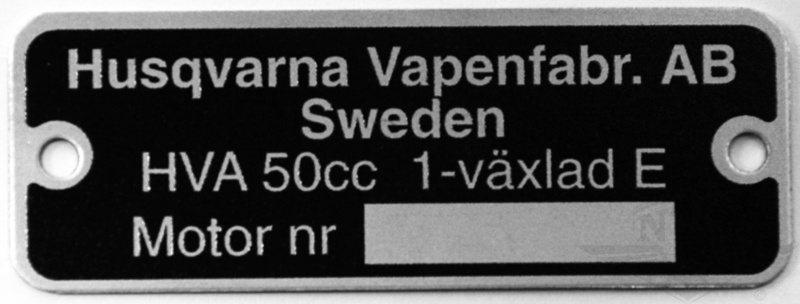 Husqvarna Vapenfabr. AB
Sweden
HVA 50cc 1-växlad E
Motor nr